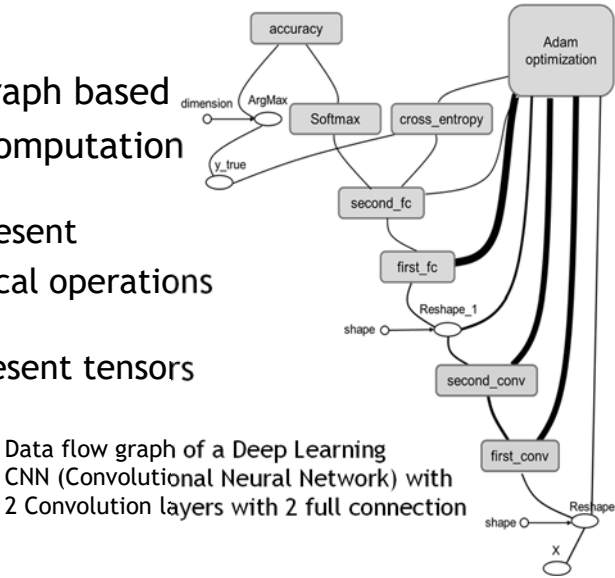 raph based
omputation
esent
cal operations
esent tensors
Data flow graph of a Deep Learning
CNN (Convolutional Neural Network) with
2 Convolution layers with 2 full connection
accuracy
Adam
optimization
dimension
ArgMax
Softmax
cross_entropy
y_true
second_fc
first_fc
Reshape_1
shape
second_conv
first_conv
Reshape
shape
X